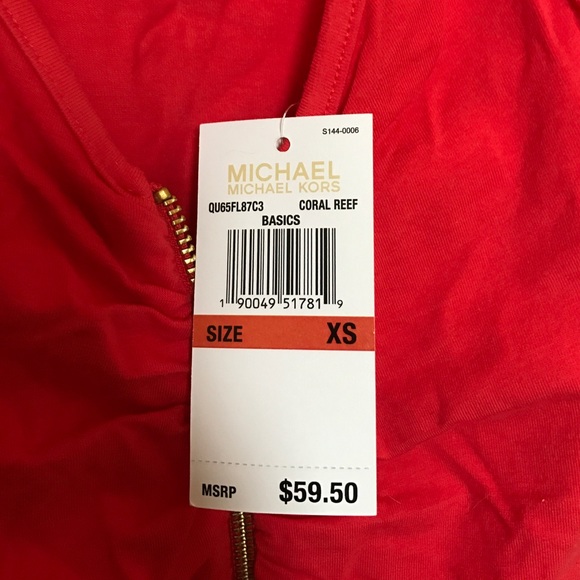 S144-0006
MICHAEL
MICHAEL KORS
QU65FL87C3 CORAL REEF
BASICS
1 90049 51781 9
SIZE XS
MSRP $59.50